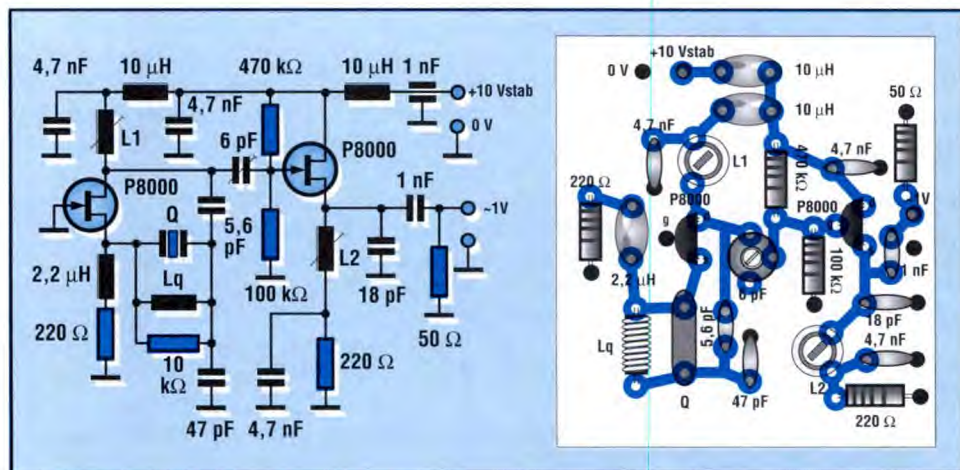 4,7 nF
10 µH
470 kΩ
10 µH
1 nF
+10 Vstab
4,7 nF
0 V
L1
6 pF
P8000
P8000
1 nF
~1V
Q
5,6
pF
2,2 µH
Lq
L2
100 kΩ
18 pF
220 Ω
50 Ω
10
kΩ
220 Ω
47 pF
4,7 nF
+10 Vstab
0 V
10 µH
50 Ω
10 µH
4,7 nF
L1
470 kΩ
4,7 nF
220 Ω
P8000
P8000
1V
g
d
d
2,2 µH
6 pF
100 kΩ
1 nF
5,6 pF
18 pF
Lq
4,7 nF
L2
Q
47 pF
220 Ω